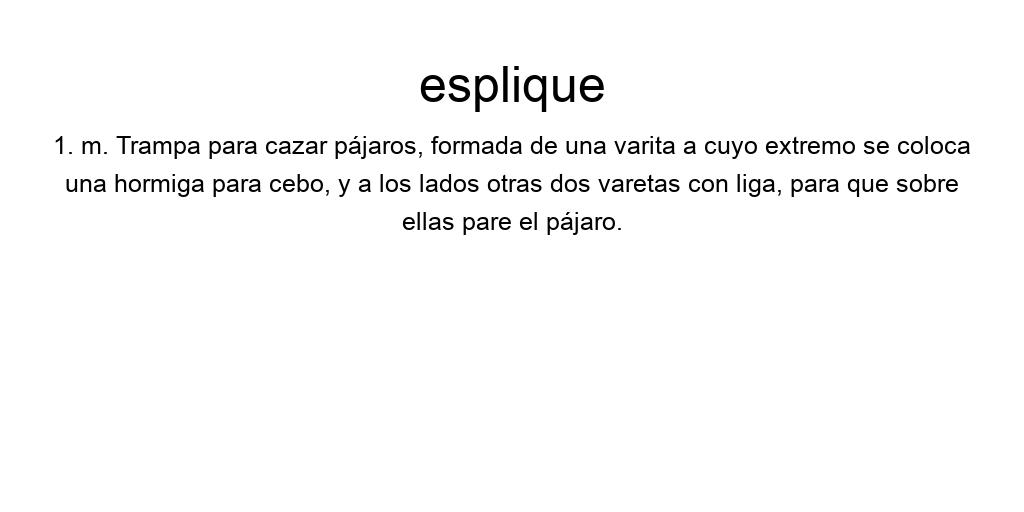 esplique
1. m. Trampa para cazar pájaros, formada de una varita a cuyo extremo se coloca
una hormiga para cebo, y a los lados otras dos varetas con liga, para que sobre
ellas pare el pájaro.